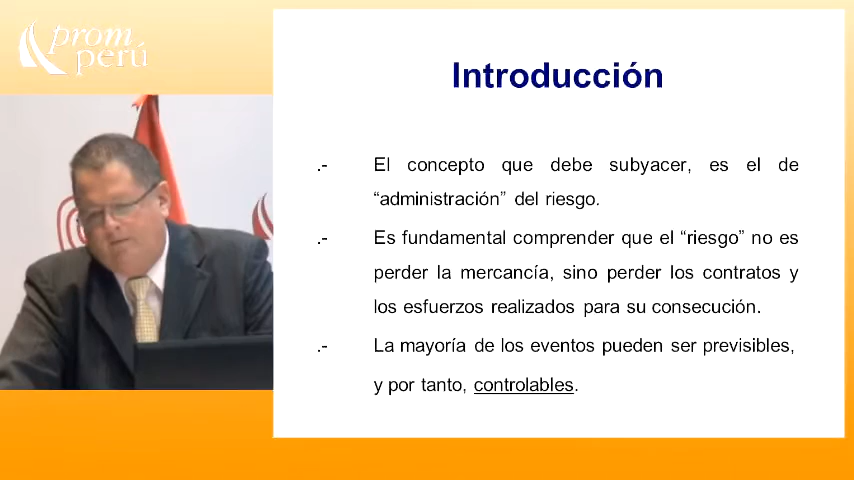 prom
perú
Introducción
.- El concepto que debe subyacer, es el de
“administración” del riesgo.
.- Es fundamental comprender que el “riesgo” no es
perder la mercancía, sino perder los contratos y
los esfuerzos realizados para su consecución.
.- La mayoría de los eventos pueden ser previsibles,
y por tanto, controlables.